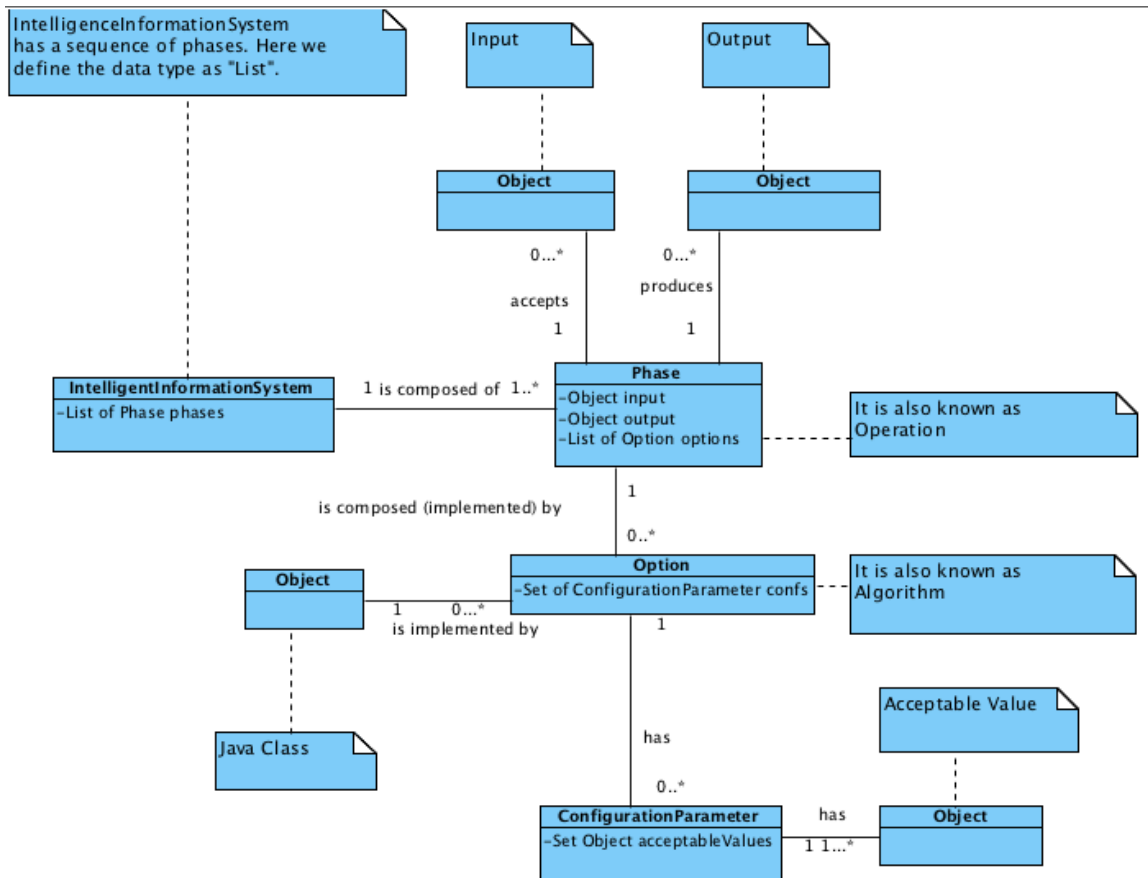 IntelligenceInformationSystem
has a sequence of phases. Here we
define the data type as "List".
Input
Output
Object
Object
0...*
0...*
accepts
produces
1
1
IntelligentInformationSystem
-List of Phase phases
1 is composed of 1..*
Phase
-Object input
-Object output
-List of Option options
It is also known as
Operation
1
is composed (implemented) by
0..*
Object
1
0...*
is implemented by
Option
-Set of ConfigurationParameter confs
It is also known as
Algorithm
1
Java Class
has
0..*
Acceptable Value
ConfigurationParameter
-Set Object acceptableValues
has
1 1...*
Object